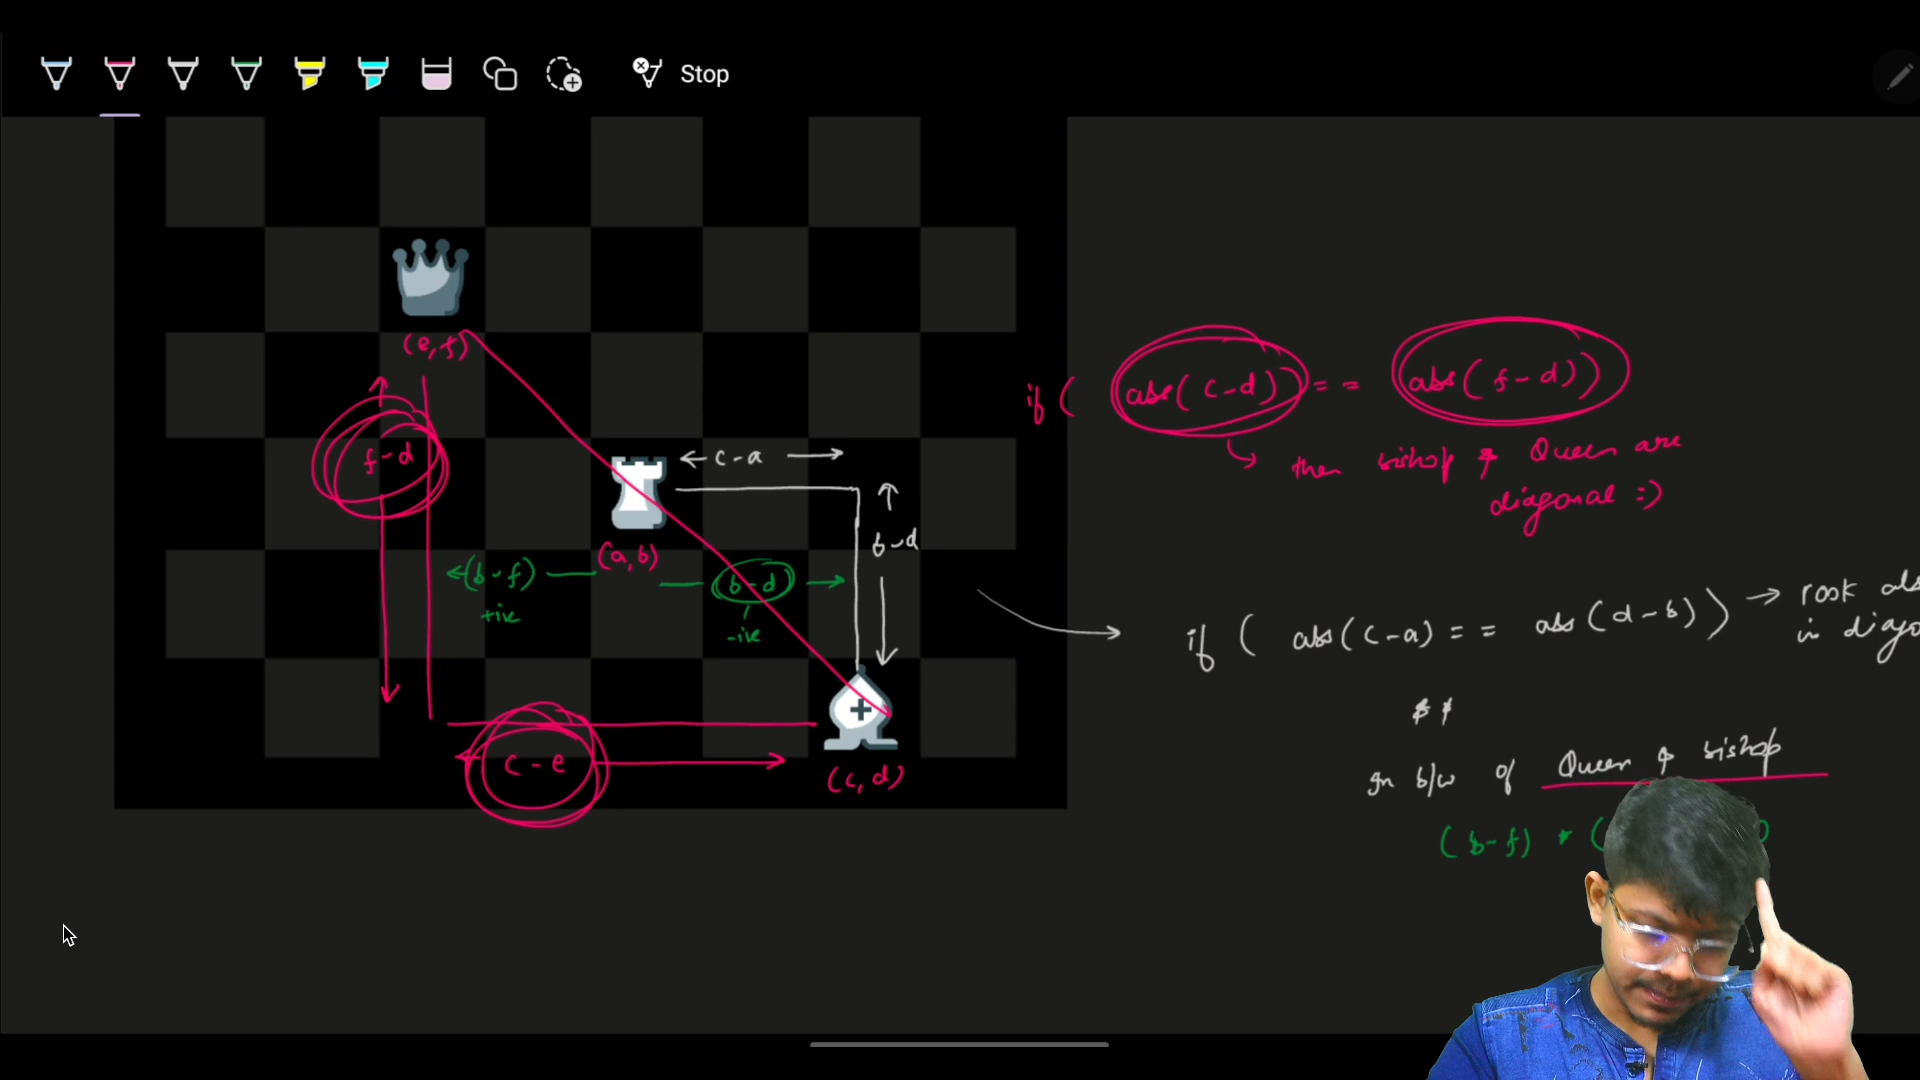 Stop
(e,f)
f-d
c-a
b-d
(a,b)
(b-f)
+ive
b-d
-ive
c-e
(c,d)
if ( abs( c-d)) == abs( f-d))
then bishop & Queen are
diagonal :)
if ( abs(c-a) == abs(d-b)) → rook
in
In b/w of Queen & bishop
(b-f) * (